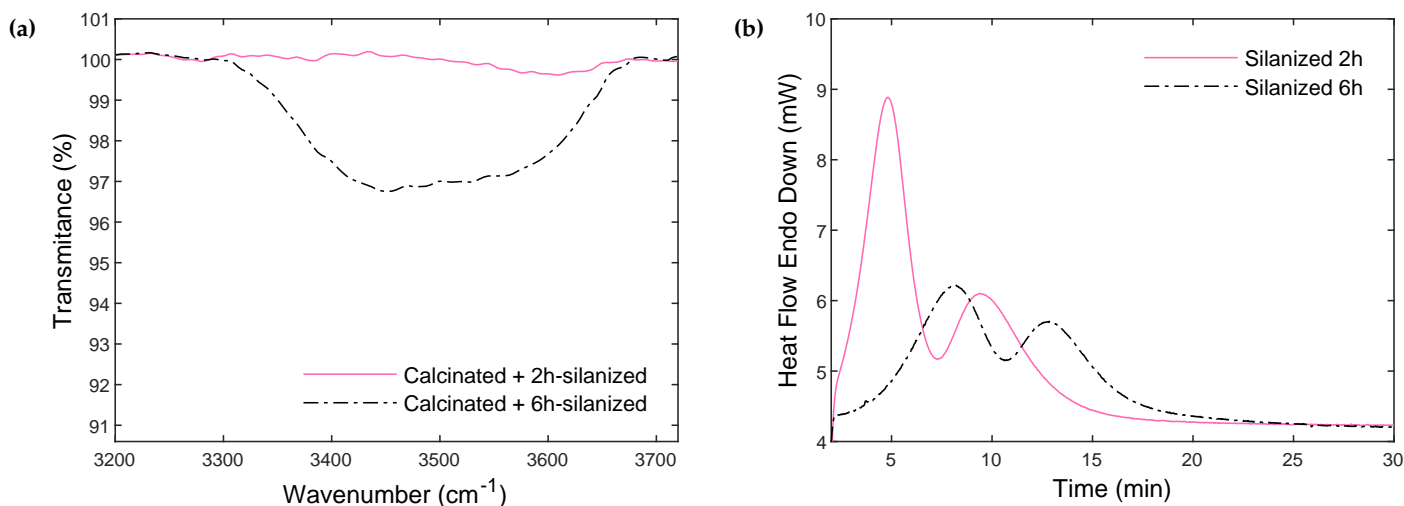 (a)
101
100
99
98
97
96
95
94
93
92
91
Transmitance (%)
Calcinated + 2h-silanized
Calcinated + 6h-silanized
3200 3300 3400 3500 3600 3700
Wavenumber (cm⁻¹)
(b)
10
9
8
7
6
5
4
Heat Flow Endo Down (mW)
Silanized 2h
Silanized 6h
5 10 15 20 25 30
Time (min)